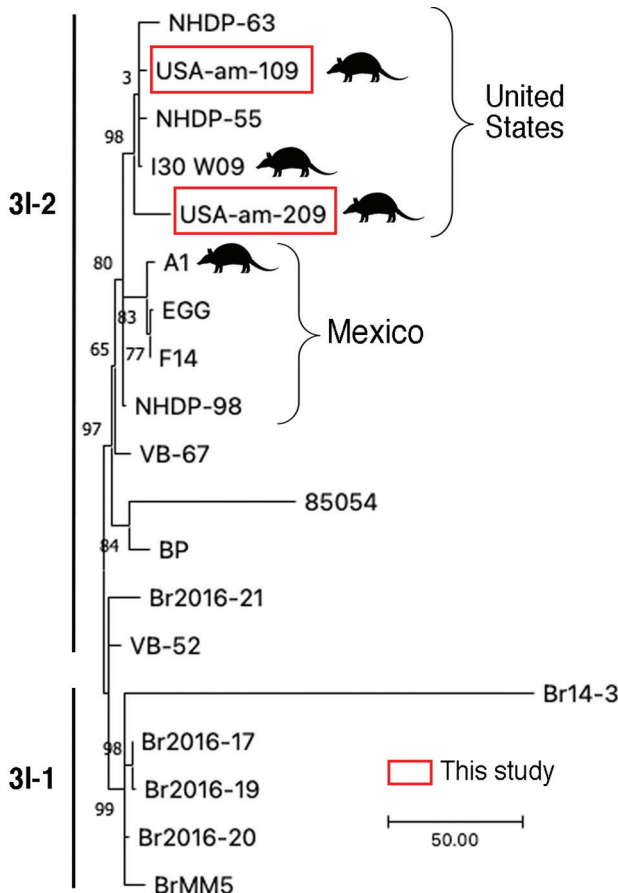 NHDP-63
3
USA-am-109
98
NHDP-55
I30 W09
USA-am-209
United
States
3I-2
80
A1
83
EGG
65
77
F14
Mexico
NHDP-98
97
VB-67
85054
84
BP
Br2016-21
VB-52
Br14-3
98
Br2016-17
3I-1
Br2016-19
This study
99
Br2016-20
50.00
BrMM5